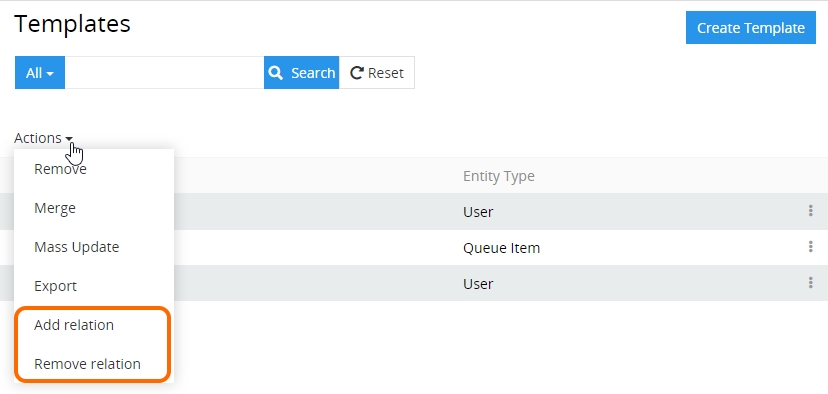 Templates
Create Template
All
Search
Reset
Actions
Remove
Entity Type
Merge
User
Mass Update
Queue Item
Export
User
Add relation
Remove relation